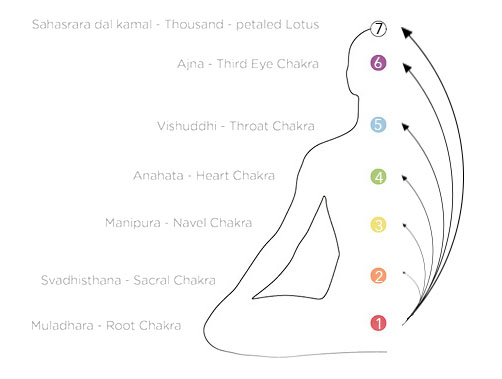 Sahasrara dal kamal - Thousand - petaled Lotus 7
Ajna - Third Eye Chakra 6
Vishuddhi - Throat Chakra 5
Anahata - Heart Chakra 4
Manipura - Navel Chakra 3
Svadhisthana - Sacral Chakra 2
Muladhara - Root Chakra 1